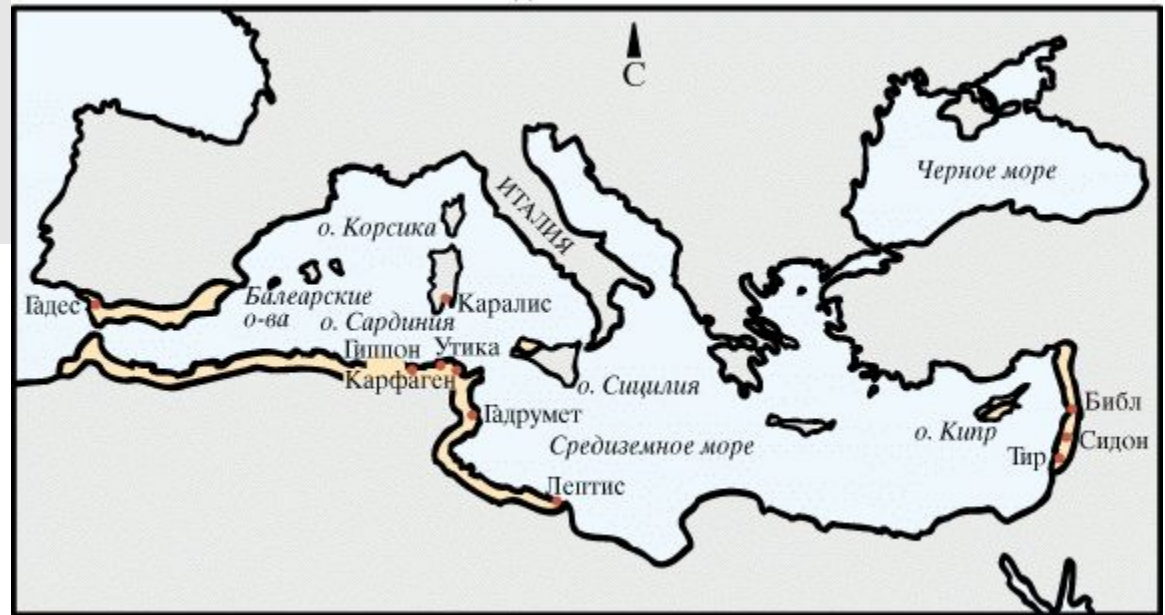 С
Черное море
ИТАЛИЯ
о. Корсика
Балеарские
о-ва
Гадес
Каралис
о. Сардиния
Гиппон
Утика
Карфаген
о. Сицилия
Гадрумет
Средиземное море
Лептис
о. Кипр
Библ
Сидон
Тир